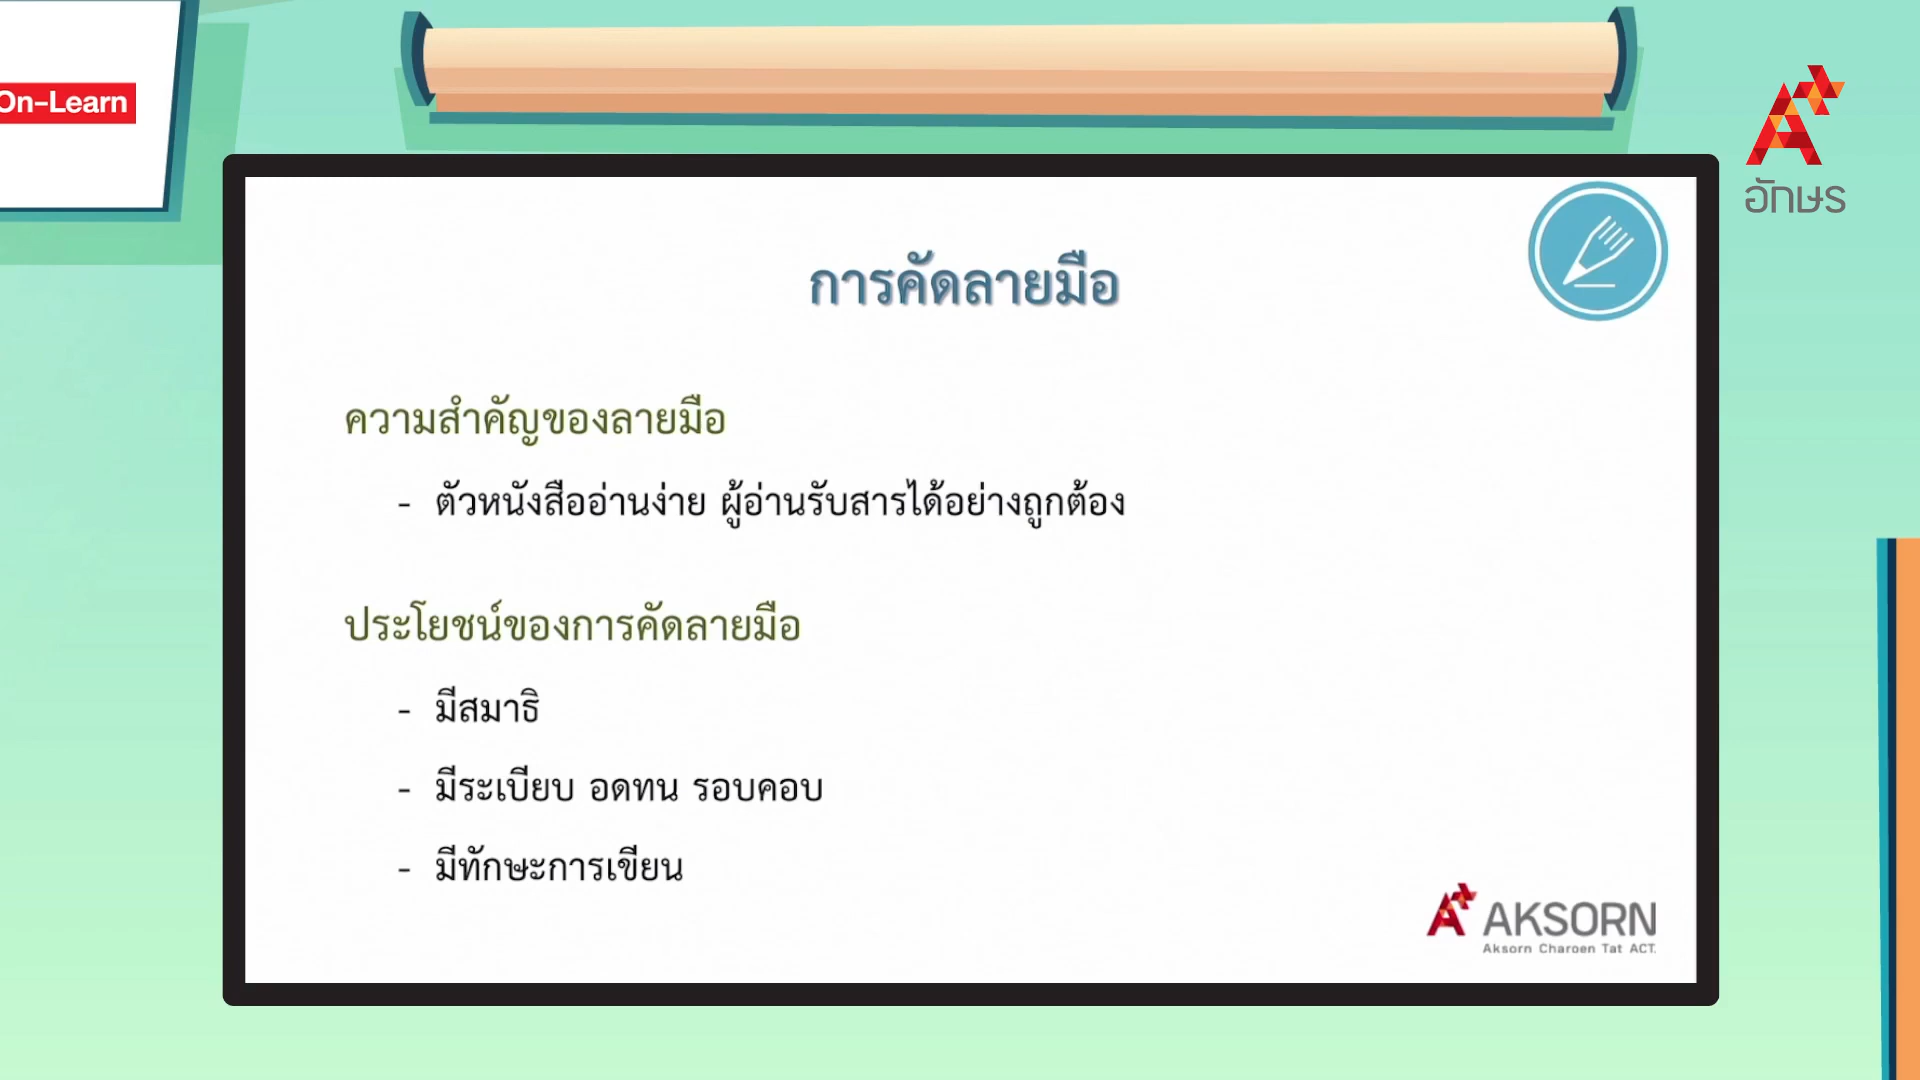 On-Learn
อักษร
การคัดลายมือ
ความสำคัญของลายมือ
- ตัวหนังสืออ่านง่าย ผู้อ่านรับสารได้อย่างถูกต้อง
ประโยชน์ของการคัดลายมือ
- มีสมาธิ
- มีระเบียบ อดทน รอบคอบ
- มีทักษะการเขียน
AKSORN
Aksorn Charoen Tat ACT.